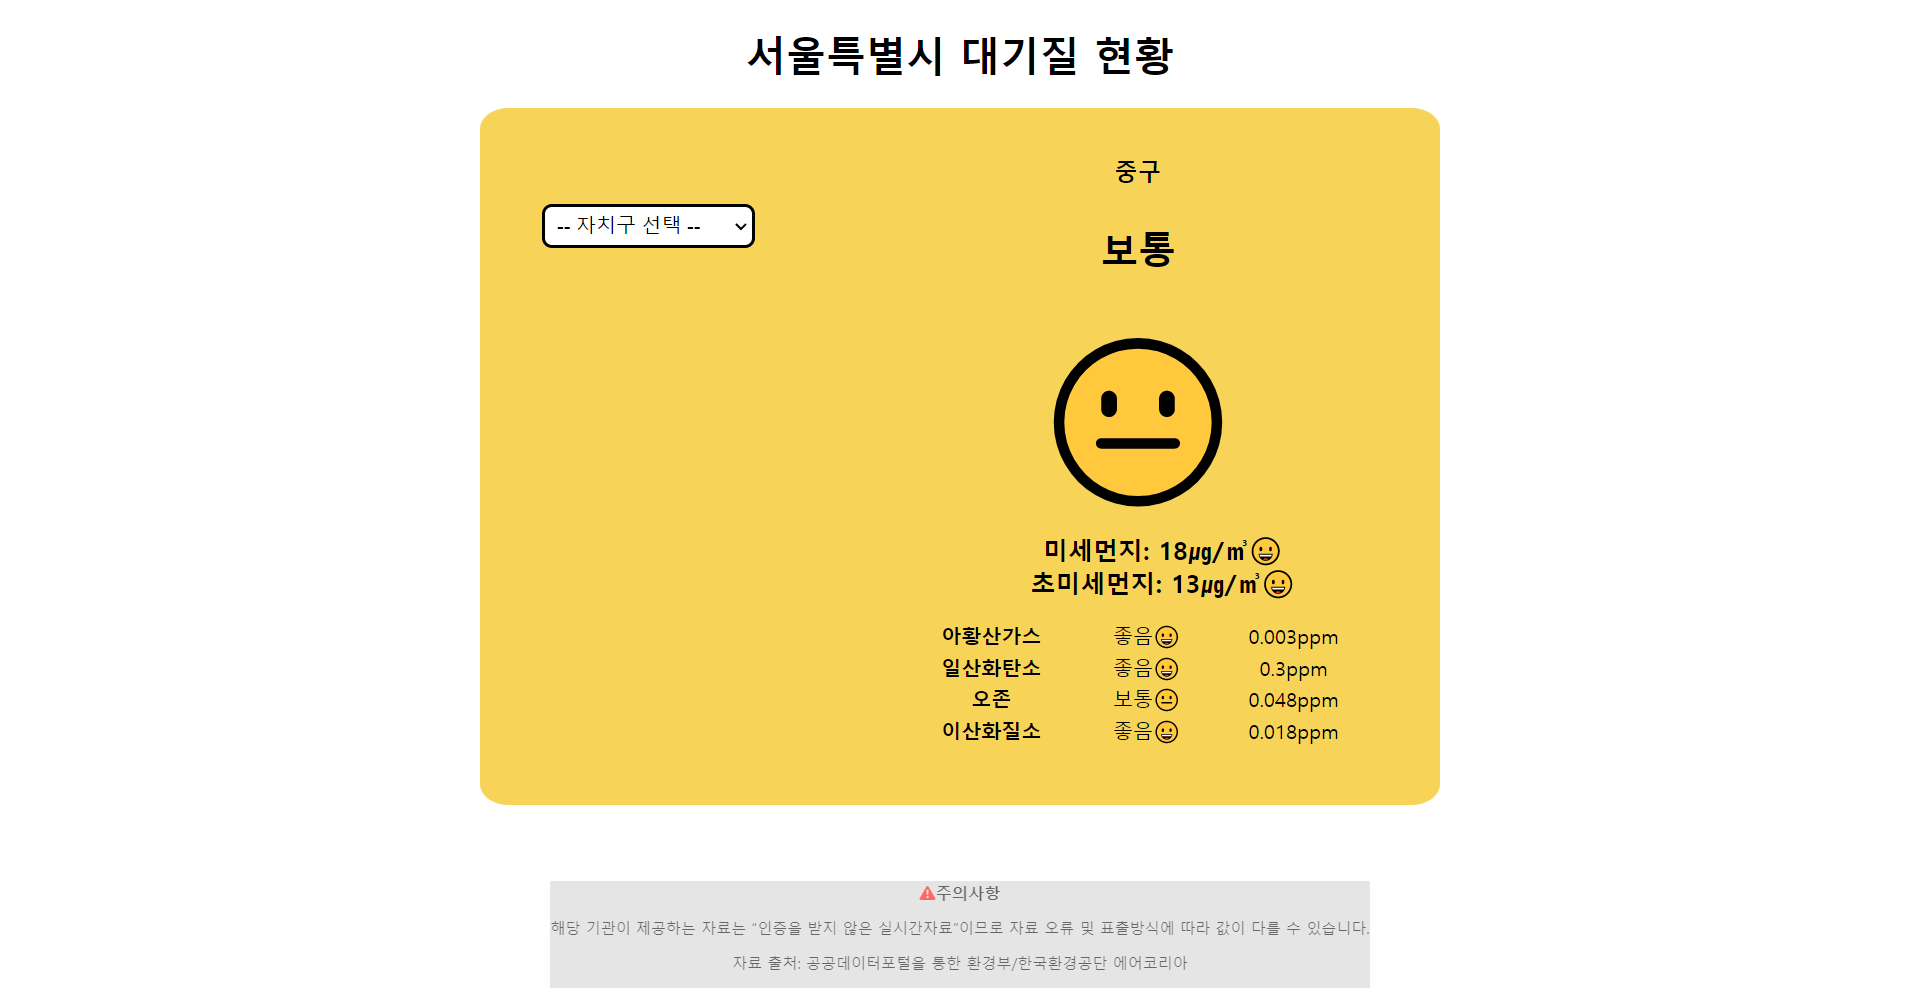 서울특별시 대기질 현황
-- 자치구 선택 --
중구
보통
미세먼지: 18㎍/㎥
초미세먼지: 13㎍/㎥
아황산가스 좋음 0.003ppm
일산화탄소 좋음 0.3ppm
오존 보통 0.048ppm
이산화질소 좋음 0.018ppm
주의사항
해당 기관이 제공하는 자료는 "인증을 받지 않은 실시간자료"이므로 자료 오류 및 표출방식에 따라 값이 다를 수 있습니다.
자료 출처: 공공데이터포털을 통한 환경부/한국환경공단 에어코리아